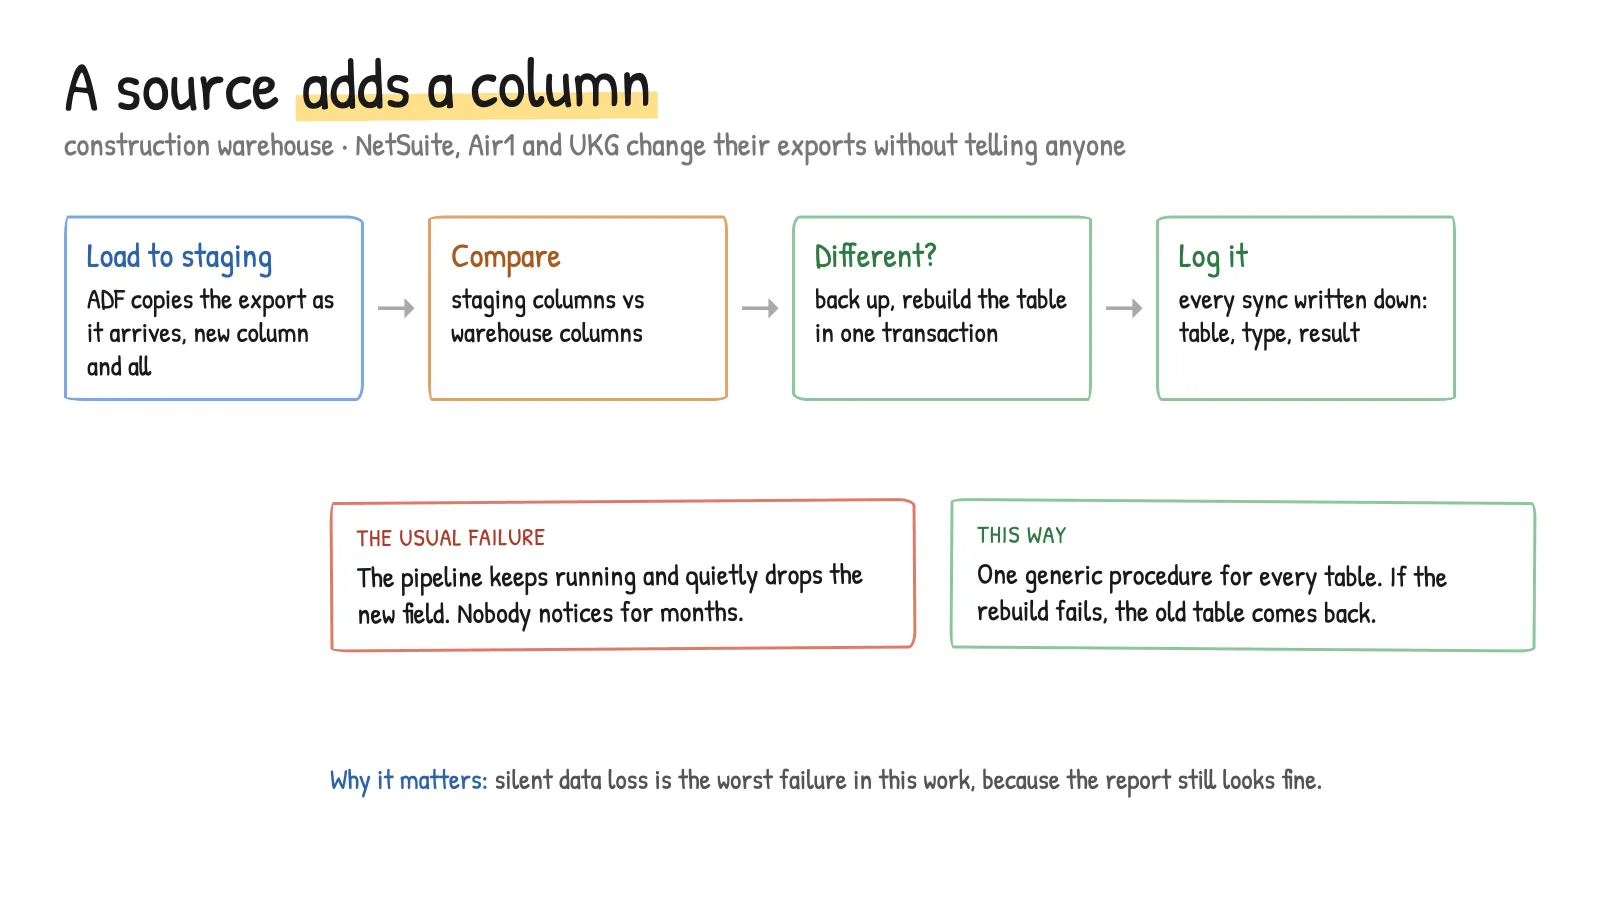 A source adds a column
construction warehouse · NetSuite, Air1 and UKG change their exports without telling anyone
Load to staging
ADF copies the export as
it arrives, new column
and all
Compare
staging columns vs
warehouse columns
Different?
back up, rebuild the table
in one transaction
Log it
every sync written down:
table, type, result
THE USUAL FAILURE
The pipeline keeps running and quietly drops the
new field. Nobody notices for months.
THIS WAY
One generic procedure for every table. If the
rebuild fails, the old table comes back.
Why it matters: silent data loss is the worst failure in this work, because the report still looks fine.